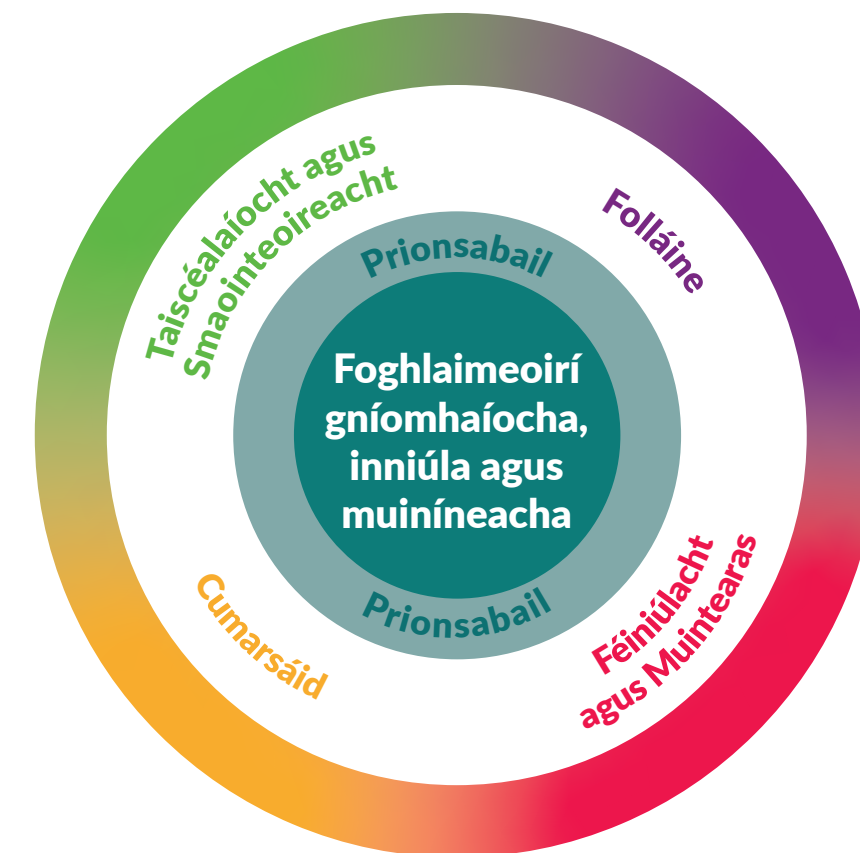 Taiscéalaíocht agus
Smaointeoireacht
Folláine
Prionsabail
Foghlaimeoirí
gníomhaíocha,
inniúla agus
muiníneacha
Prionsabail
Cumarsáid
Féiniúlacht
agus Muintearas